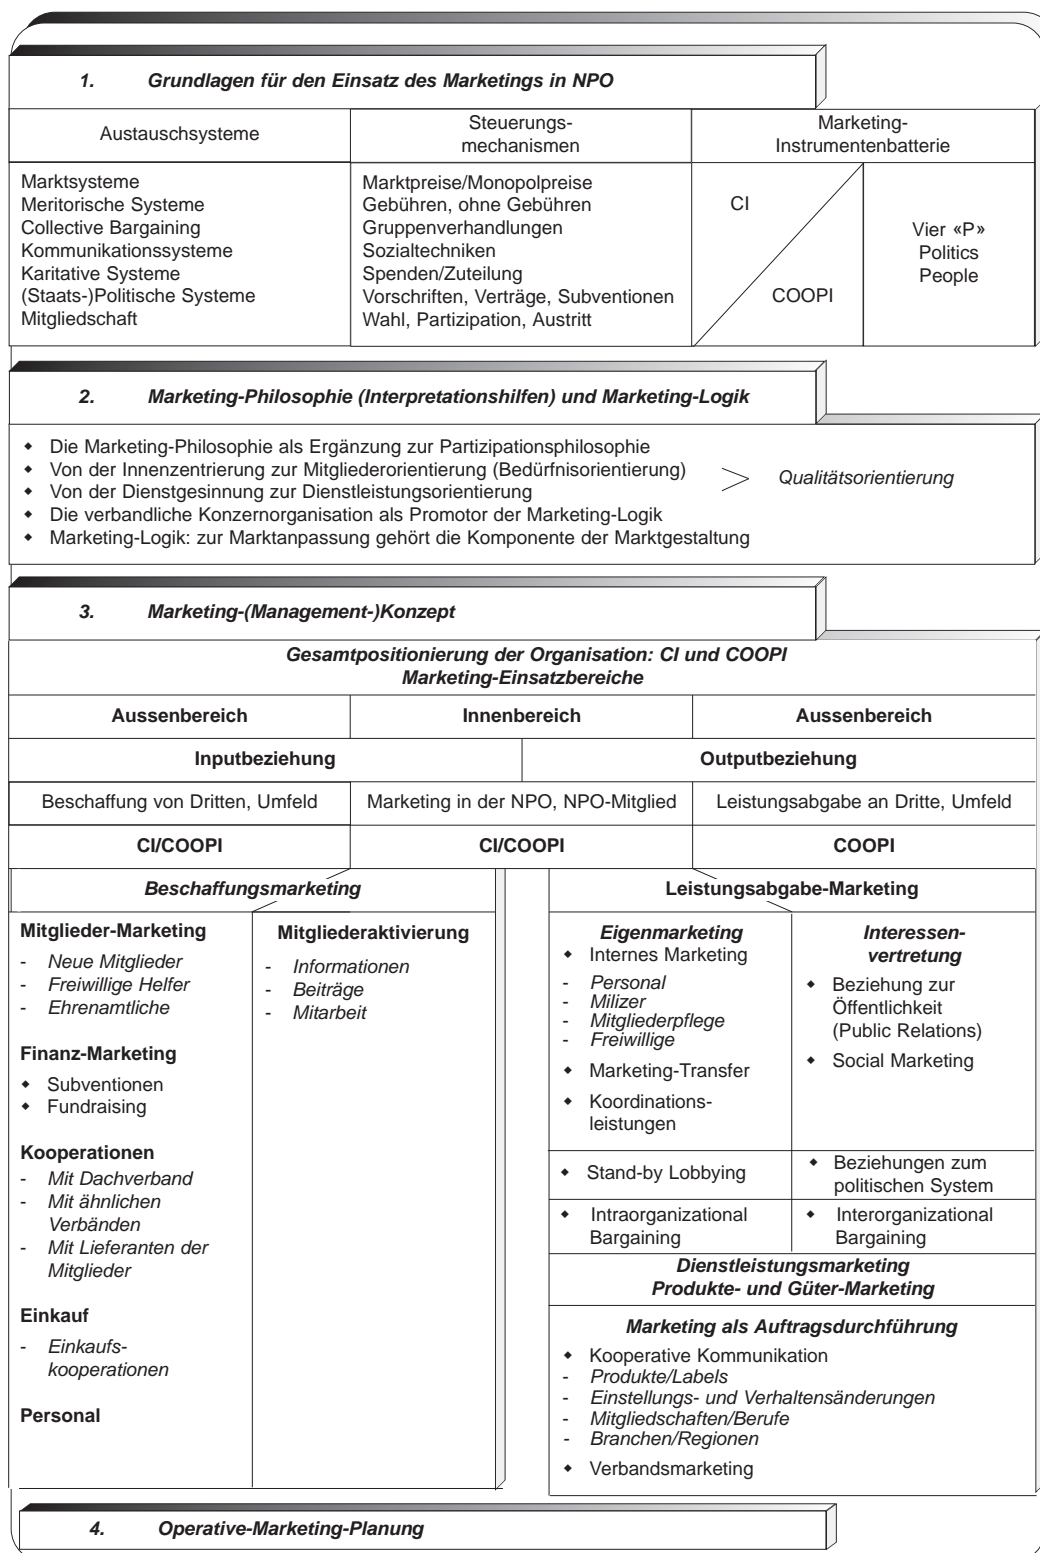 1. Grundlagen für den Einsatz des Marketings in NPO
Austauschsysteme
Steuerungs-
mechanismen
Marketing-
Instrumentenbatterie
Marktsysteme
Meritorische Systeme
Collective Bargaining
Kommunikationssysteme
Karitative Systeme
(Staats-)Politische Systeme
Mitgliedschaft
Marktpreise/Monopolpreise
Gebühren, ohne Gebühren
Gruppenverhandlungen
Sozialtechniken
Spenden/Zuteilung
Vorschriften, Verträge, Subventionen
Wahl, Partizipation, Austritt
CI
COOPI
Vier «P»
Politics
People
2. Marketing-Philosophie (Interpretationshilfen) und Marketing-Logik
◆ Die Marketing-Philosophie als Ergänzung zur Partizipationsphilosophie
◆ Von der Innenzentrierung zur Mitgliederorientierung (Bedürfnisorientierung)
◆ Von der Dienstgesinnung zur Dienstleistungsorientierung
◆ Die verbandliche Konzernorganisation als Promotor der Marketing-Logik
◆ Marketing-Logik: zur Marktanpassung gehört die Komponente der Marktgestaltung
Qualitätsorientierung
3. Marketing-(Management-)Konzept
Gesamtpositionierung der Organisation: CI und COOPI
Marketing-Einsatzbereiche
Aussenbereich
Innenbereich
Aussenbereich
Inputbeziehung
Outputbeziehung
Beschaffung von Dritten, Umfeld
Marketing in der NPO, NPO-Mitglied
Leistungsabgabe an Dritte, Umfeld
CI/COOPI
CI/COOPI
COOPI
Beschaffungsmarketing
Mitglieder-Marketing
- Neue Mitglieder
- Freiwillige Helfer
- Ehrenamtliche
Finanz-Marketing
◆ Subventionen
◆ Fundraising
Kooperationen
- Mit Dachverband
- Mit ähnlichen
Verbänden
- Mit Lieferanten der
Mitglieder
Einkauf
- Einkaufs-
kooperationen
Personal
Mitgliederaktivierung
- Informationen
- Beiträge
- Mitarbeit
Leistungsabgabe-Marketing
Eigenmarketing
◆ Internes Marketing
- Personal
- Milizer
- Mitgliederpflege
- Freiwillige
◆ Marketing-Transfer
◆ Koordinations-
leistungen
Interessen-
vertretung
◆ Beziehung zur
Öffentlichkeit
(Public Relations)
◆ Social Marketing
◆ Stand-by Lobbying
◆ Beziehungen zum
politischen System
◆ Intraorganizational
Bargaining
◆ Interorganizational
Bargaining
Dienstleistungsmarketing
Produkte- und Güter-Marketing
Marketing als Auftragsdurchführung
◆ Kooperative Kommunikation
- Produkte/Labels
- Einstellungs- und Verhaltensänderungen
- Mitgliedschaften/Berufe
- Branchen/Regionen
◆ Verbandsmarketing
4. Operative-Marketing-Planung